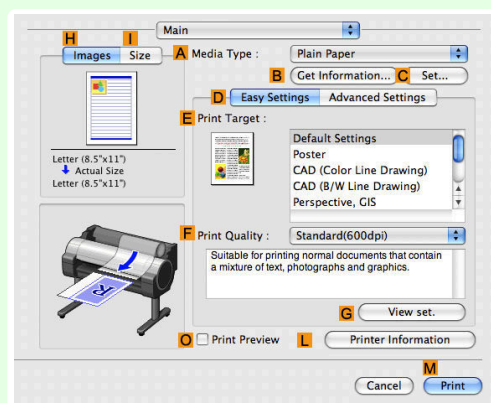 Main
H
I
Images
Size
A
Media Type :
Plain Paper
B
Get Information...
C
Set...
D
Easy Settings
Advanced Settings
E
Print Target :
Default Settings
Poster
CAD (Color Line Drawing)
CAD (B/W Line Drawing)
Perspective, GIS
Letter (8.5"x11")
Actual Size
Letter (8.5"x11")
F
Print Quality :
Standard(600dpi)
Suitable for printing normal documents that contain
a mixture of text, photographs and graphics.
G
View set.
O
Print Preview
L
Printer Information
M
Cancel
Print